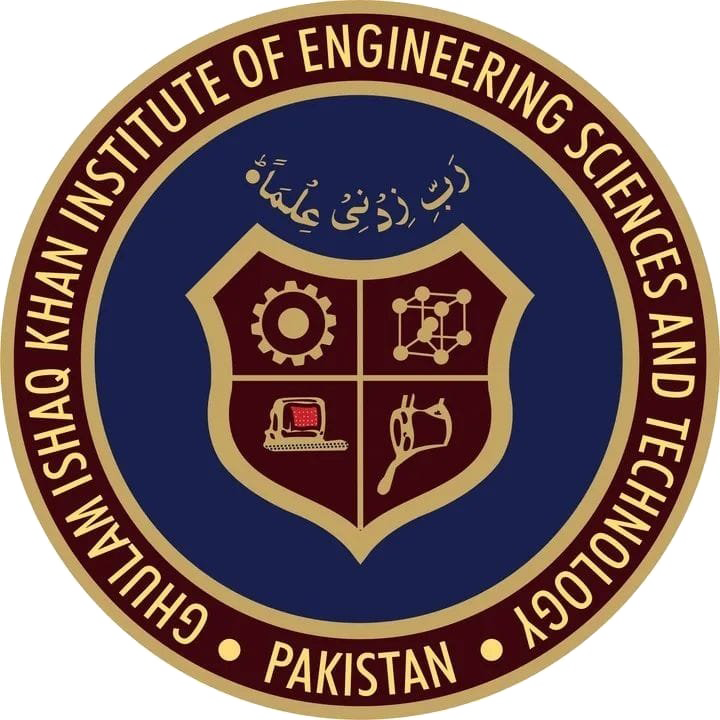 GHULAM ISHAQ KHAN INSTITUTE OF ENGINEERING SCIENCES AND TECHNOLOGY
رَبِّ زِدْنِیْ عِلْمَاً
• PAKISTAN •